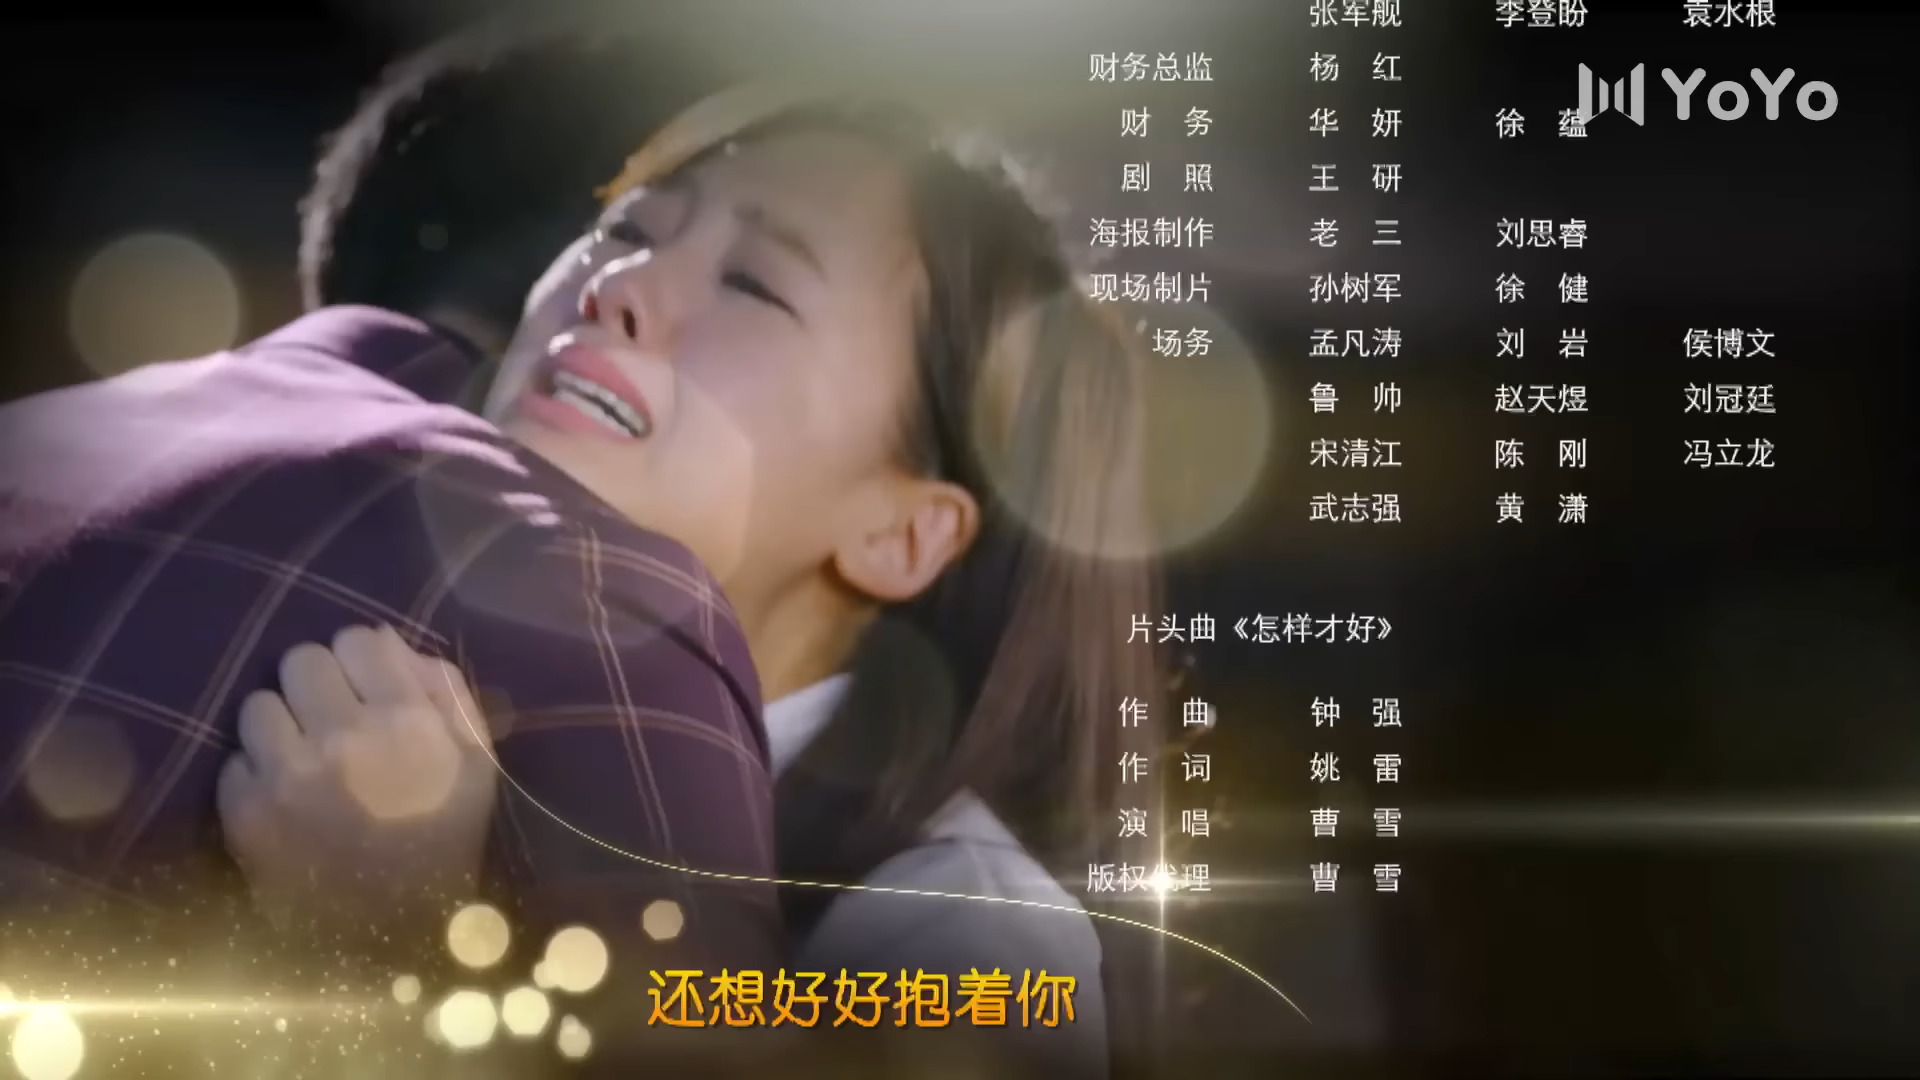 张军舰 李登盼 袁水根
YoYo
财务总监 杨 红
财 务 华 妍 徐 蕴
剧 照 王 研
海报制作 老 三 刘思睿
现场制片 孙树军 徐 健
场务 孟凡涛 刘 岩 侯博文
鲁 帅 赵天煜 刘冠廷
宋清江 陈 刚 冯立龙
武志强 黄 潇
片头曲《怎样才好》
作 曲 钟 强
作 词 姚 雷
演 唱 曹 雪
版权代理 曹 雪
还想好好抱着你